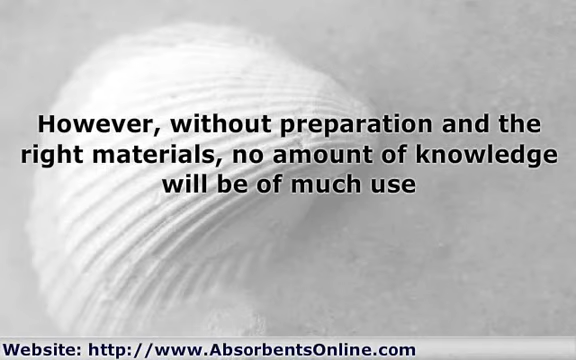 However, without preparation and the
right materials, no amount of knowledge
will be of much use
Website: http://www.AbsorbentsOnline.com